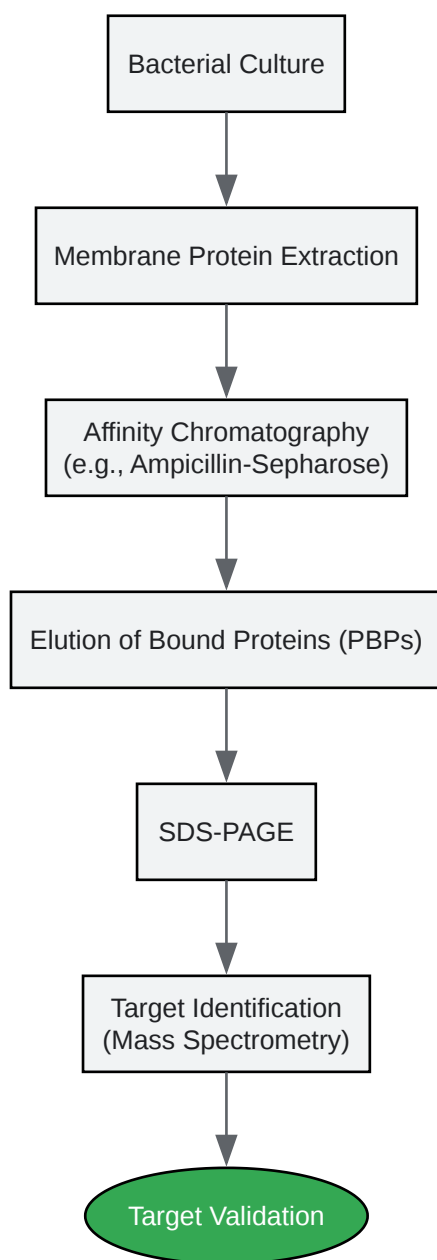 Bacterial Culture
Membrane Protein Extraction
Affinity Chromatography
(e.g., Ampicillin-Sepharose)
Elution of Bound Proteins (PBPs)
SDS-PAGE
Target Identification
(Mass Spectrometry)
Target Validation